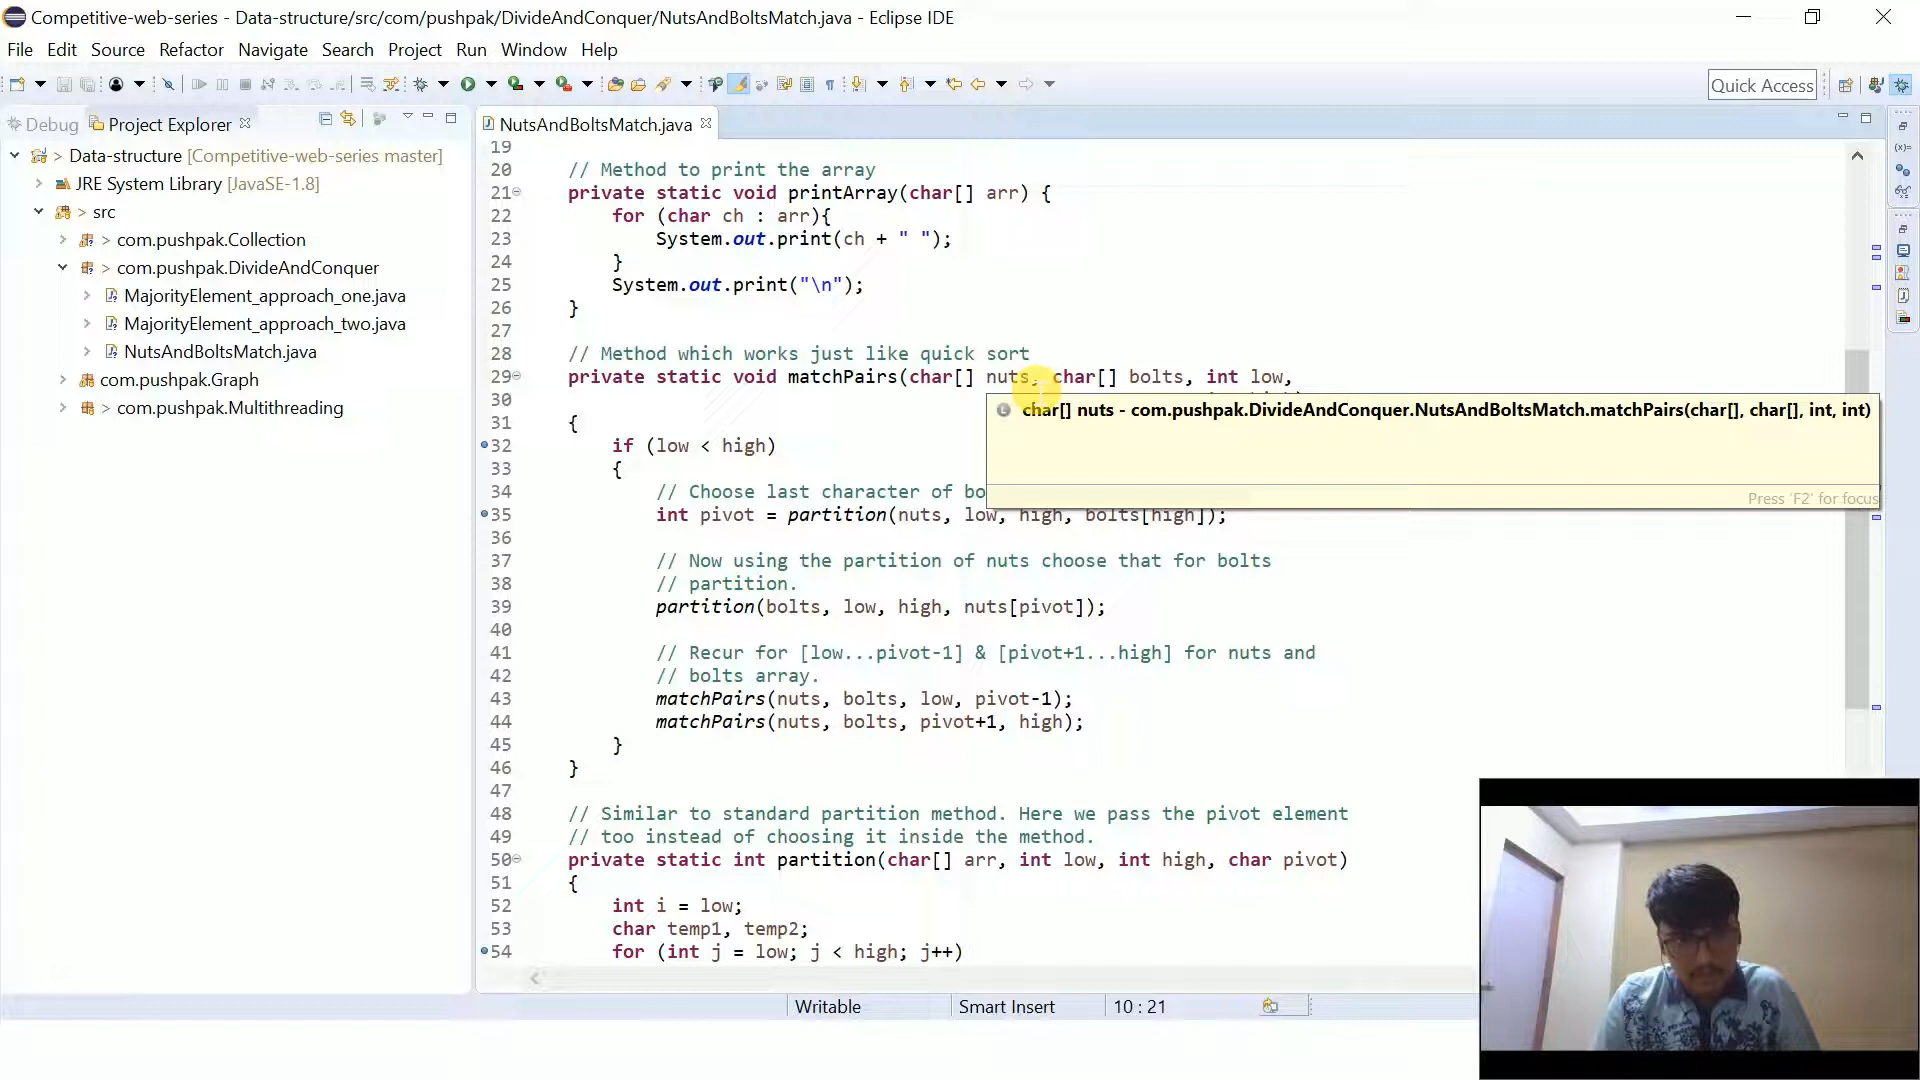 Competitive-web-series - Data-structure/src/com/pushpak/DivideAndConquer/NutsAndBoltsMatch.java - Eclipse IDE
File Edit Source Refactor Navigate Search Project Run Window Help
Quick Access
Debug Project Explorer
> Data-structure [Competitive-web-series master]
JRE System Library [JavaSE-1.8]
> src
> com.pushpak.Collection
> com.pushpak.DivideAndConquer
MajorityElement_approach_one.java
MajorityElement_approach_two.java
NutsAndBoltsMatch.java
com.pushpak.Graph
> com.pushpak.Multithreading
NutsAndBoltsMatch.java
19
20 // Method to print the array
21 private static void printArray(char[] arr) {
22 for (char ch : arr){
23 System.out.print(ch + " ");
24 }
25 System.out.print("\n");
26 }
27
28 // Method which works just like quick sort
29 private static void matchPairs(char[] nuts, char[] bolts, int low,
30
char[] nuts - com.pushpak.DivideAndConquer.NutsAndBoltsMatch.matchPairs(char[], char[], int, int)
Press 'F2' for focus
31 {
32 if (low < high)
33 {
34 // Choose last character of bo
35 int pivot = partition(nuts, low, high, bolts[high]);
36
37 // Now using the partition of nuts choose that for bolts
38 // partition.
39 partition(bolts, low, high, nuts[pivot]);
40
41 // Recur for [low...pivot-1] & [pivot+1...high] for nuts and
42 // bolts array.
43 matchPairs(nuts, bolts, low, pivot-1);
44 matchPairs(nuts, bolts, pivot+1, high);
45 }
46 }
47
48 // Similar to standard partition method. Here we pass the pivot element
49 // too instead of choosing it inside the method.
50 private static int partition(char[] arr, int low, int high, char pivot)
51 {
52 int i = low;
53 char temp1, temp2;
54 for (int j = low; j < high; j++)
Writable Smart Insert 10 : 21